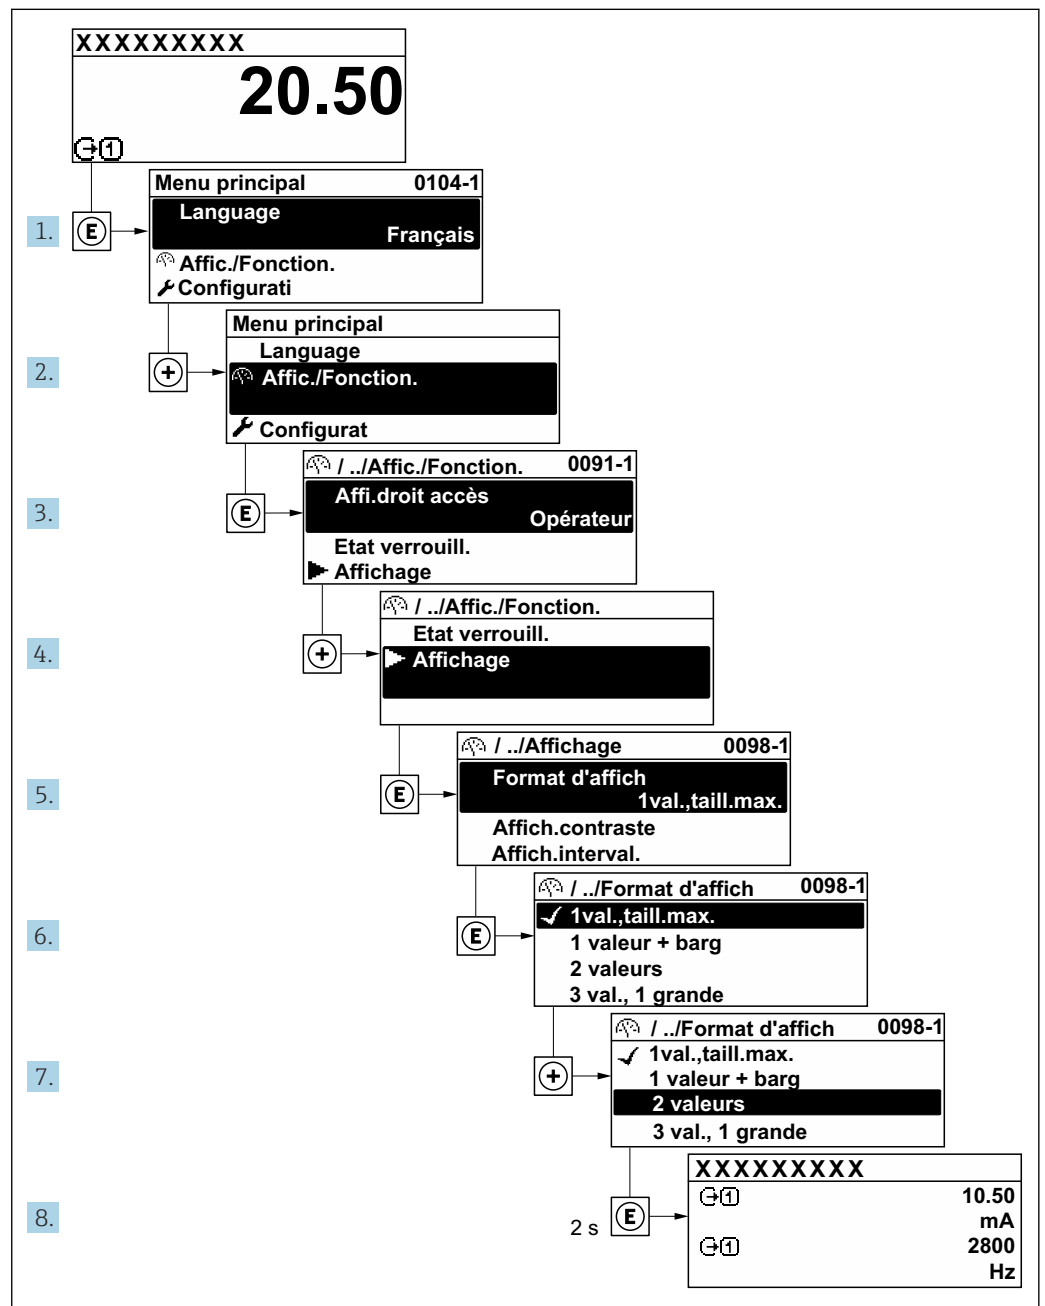 XXXXXXXXX
20.50
1
Menu principal 0104-1
1. E Language
Français
Affic./Fonction.
Configurati
Menu principal
Language
2. + Affic./Fonction.
Configurat
/ ../Affic./Fonction. 0091-1
Affi.droit accès
3. E Opérateur
Etat verrouill.
Affichage
/ ../Affic./Fonction.
Etat verrouill.
4. + Affichage
/ ../Affichage 0098-1
Format d'affich
5. E 1val.,taill.max.
Affich.contraste
Affich.interval.
/ ../Format d'affich 0098-1
✓ 1val.,taill.max.
6. E 1 valeur + barg
2 valeurs
3 val., 1 grande
/ ../Format d'affich 0098-1
✓ 1val.,taill.max.
7. + 1 valeur + barg
2 valeurs
3 val., 1 grande
XXXXXXXXX
1 10.50
8. 2 s E mA
1 2800
Hz